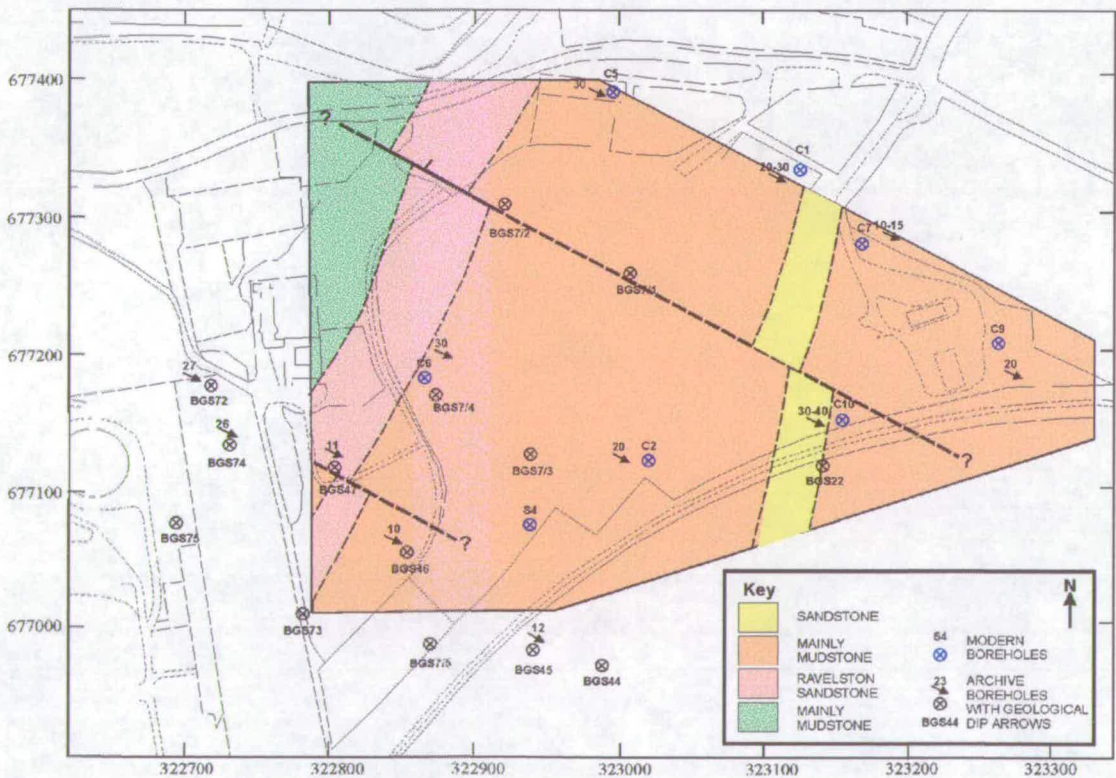 677400
677300
677200
677100
677000
322700
322800
322900
323000
323100
323200
323300
?
30
C5
C1
20-30
BGS7/2
C7
10-15
BGS7/1
C9
20
30
C6
BGS7/4
27
BGS72
26
BGS74
11
BGS47
BGS7/3
20
C2
30-40
C10
BGS22
?
S4
BGS75
10
BGS46
?
BGS73
BGS7/5
12
BGS45
BGS44
Key
SANDSTONE
MAINLY
MUDSTONE
RAVELSTON
SANDSTONE
MAINLY
MUDSTONE
N
S4
MODERN
BOREHOLES
23
ARCHIVE
BOREHOLES
WITH GEOLOGICAL
BGS44
DIP ARROWS